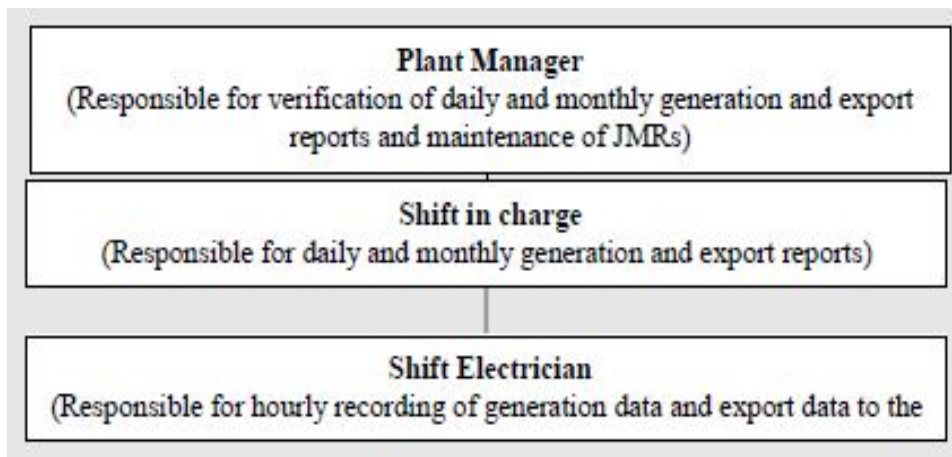 Plant Manager
(Responsible for verification of daily and monthly generation and export
reports and maintenance of JMRs)
Shift in charge
(Responsible for daily and monthly generation and export reports)
Shift Electrician
(Responsible for hourly recording of generation data and export data to the